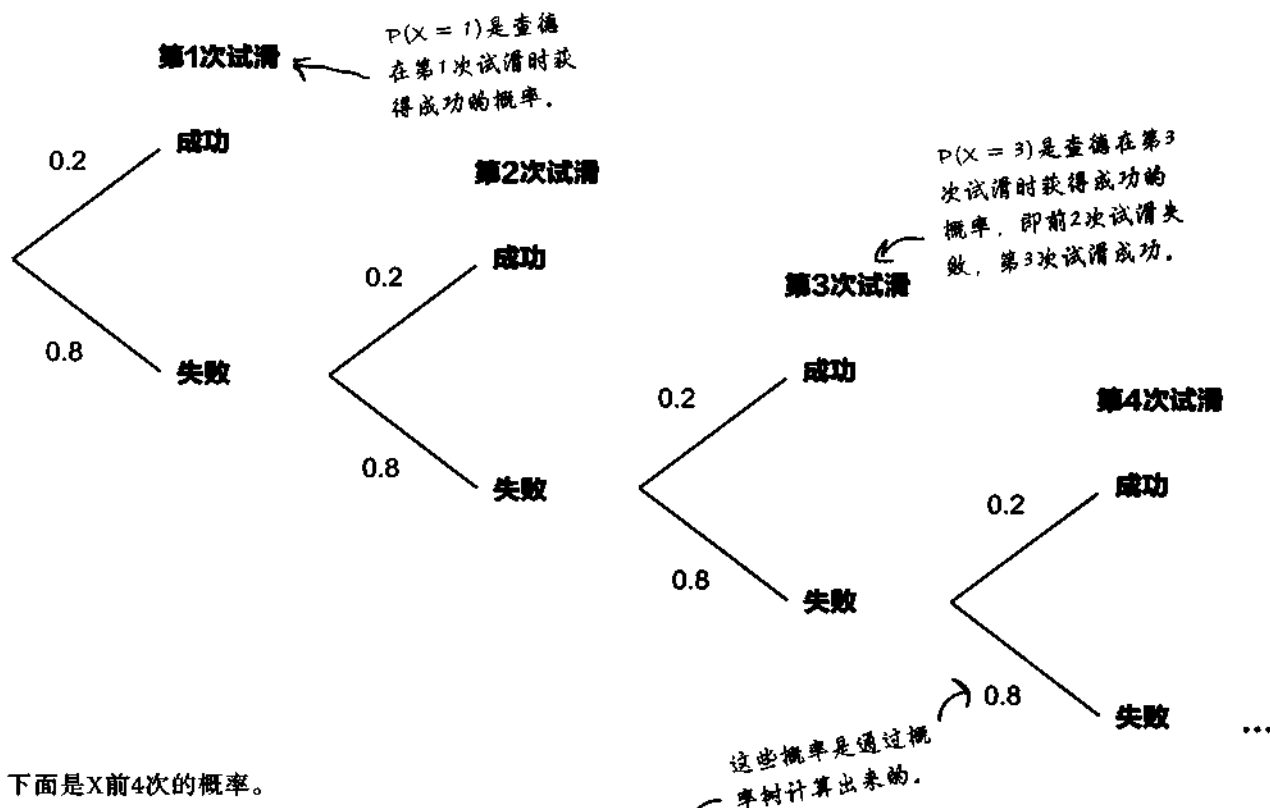 第1次试滑
P(X = 1)是查德
在第1次试滑时获
得成功的概率.
0.2
成功
0.8
失败
第2次试滑
0.2
成功
0.8
失败
P(X = 3)是查德在第3
次试滑时获得成功的
概率, 即前2次试滑失
败, 第3次试滑成功.
第3次试滑
0.2
成功
0.8
失败
第4次试滑
0.2
成功
0.8
失败
...
这些概率是通过概
率树计算出来的.
下面是X前4次的概率。